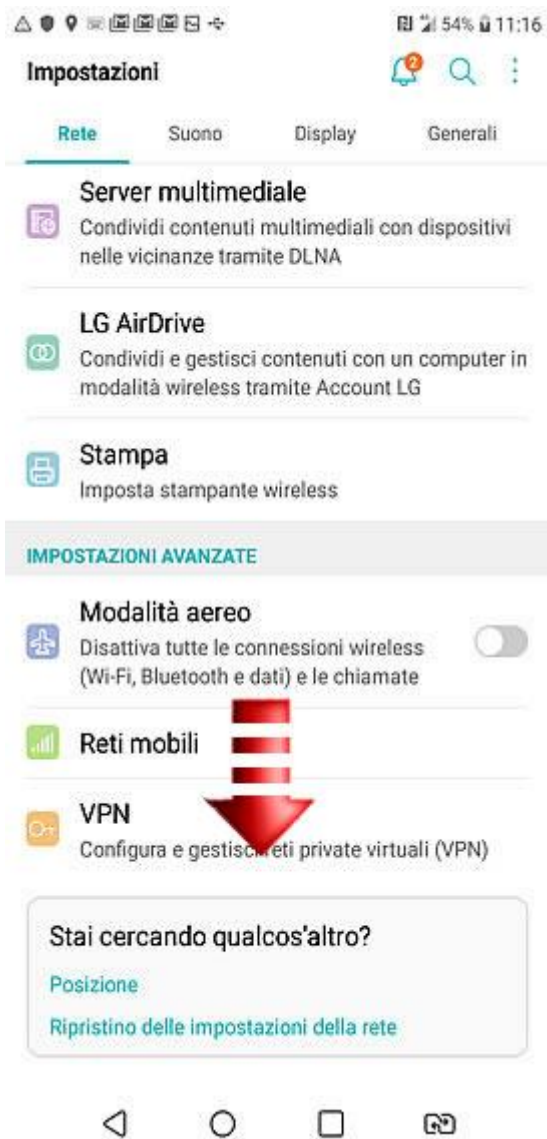 54% 11:16
Impostazioni
2
Rete Suono Display Generali
Server multimediale
Condividi contenuti multimediali con dispositivi
nelle vicinanze tramite DLNA
LG AirDrive
Condividi e gestisci contenuti con un computer in
modalità wireless tramite Account LG
Stampa
Imposta stampante wireless
IMPOSTAZIONI AVANZATE
Modalità aereo
Disattiva tutte le connessioni wireless
(Wi-Fi, Bluetooth e dati) e le chiamate
Reti mobili
VPN
Configura e gestisci reti private virtuali (VPN)
Stai cercando qualcos'altro?
Posizione
Ripristino delle impostazioni della rete